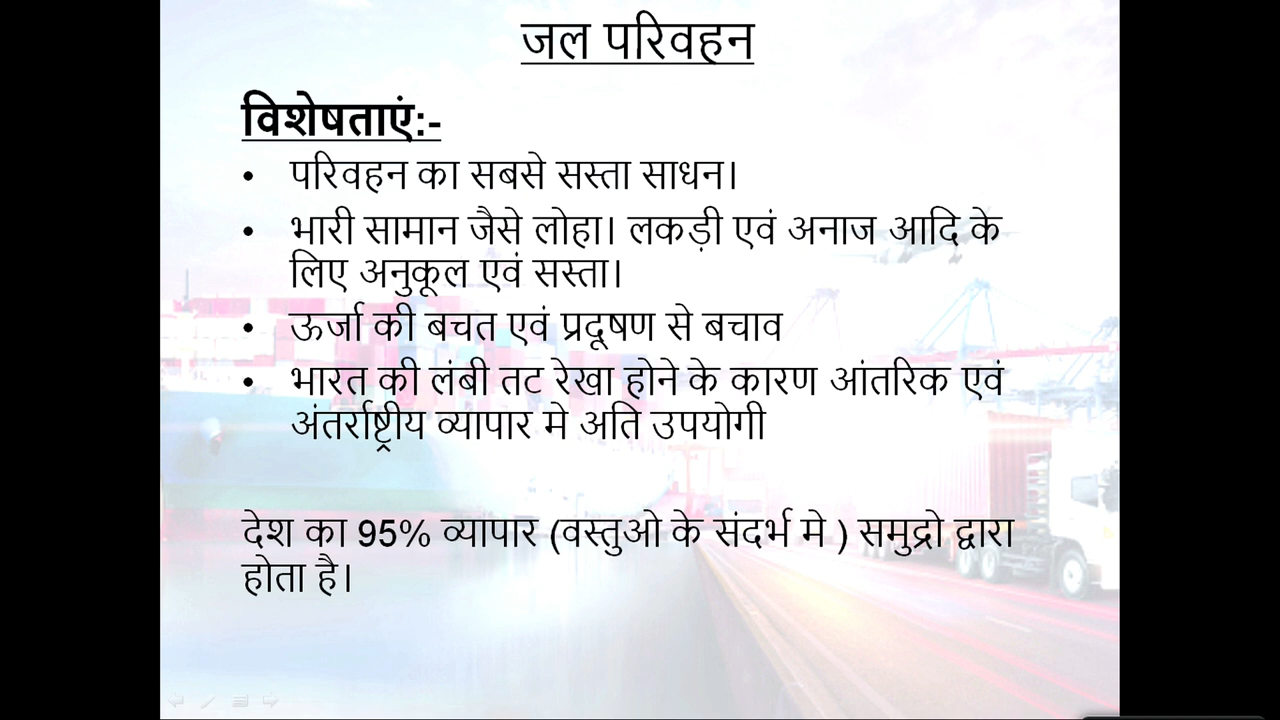 जल परिवहन
विशेषताएं:-
• परिवहन का सबसे सस्ता साधन।
• भारी सामान जैसे लोहा। लकड़ी एवं अनाज आदि के
लिए अनुकूल एवं सस्ता।
• ऊर्जा की बचत एवं प्रदूषण से बचाव
• भारत की लंबी तट रेखा होने के कारण आंतरिक एवं
अंतर्राष्ट्रीय व्यापार मे अति उपयोगी
देश का 95% व्यापार (वस्तुओ के संदर्भ मे ) समुद्रो द्वारा
होता है।